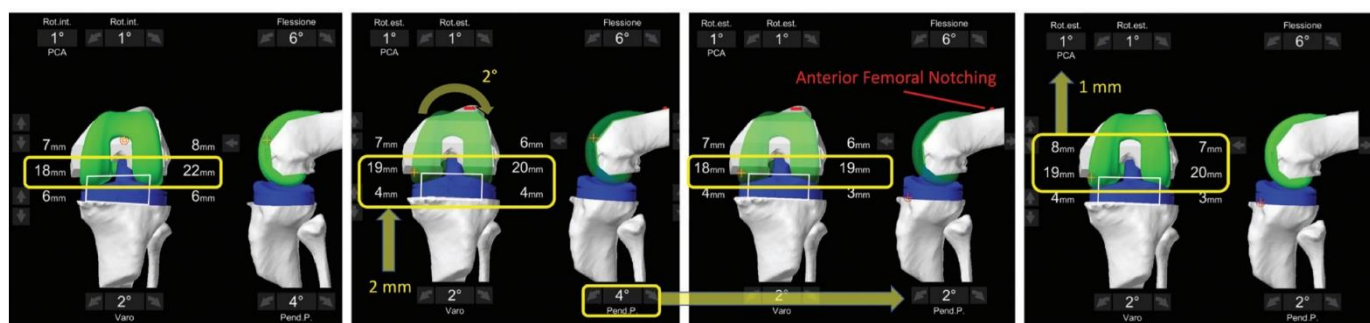 Rot.int. Rot.int. Flessione
1° 1° 6°
PCA
7mm 8mm
18mm 22mm
6mm 6mm
2° 4°
Varo Pend.P.
Rot.est. Rot.est. Flessione
1° 1° 6°
PCA
2°
7mm 6mm
19mm 20mm
4mm 4mm
2 mm
2° 4°
Varo Pend.P.
Rot.est. Rot.est. Flessione
1° 1° 6°
PCA
Anterior Femoral Notching
7mm 6mm
18mm 19mm
4mm 3mm
2° 2°
Varo Pend.P.
Rot.est. Rot.est. Flessione
1° 1° 6°
PCA
1 mm
8mm 7mm
19mm 20mm
4mm 3mm
2° 2°
Varo Pend.P.